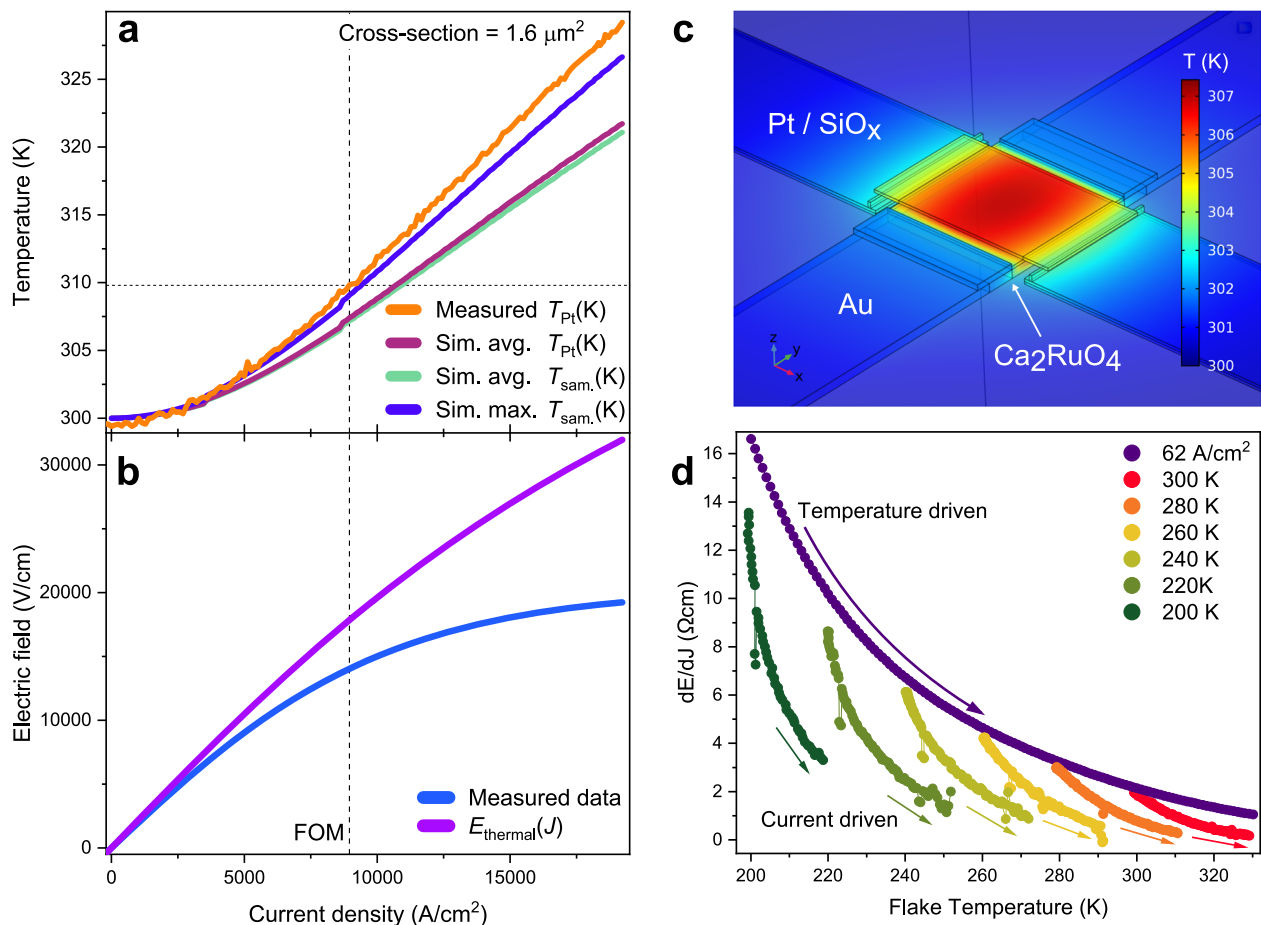 a
Cross-section = 1.6 μm²
Temperature (K)
325
320
315
310
305
300
Measured T_Pt(K)
Sim. avg. T_Pt(K)
Sim. avg. T_sam.(K)
Sim. max. T_sam.(K)
b
Electric field (V/cm)
30000
20000
10000
0
FOM
Measured data
E_thermal(J)
0
5000
10000
15000
Current density (A/cm²)
c
T (K)
307
306
305
304
303
302
301
300
Pt / SiOₓ
Au
Ca₂RuO₄
z
y
x
d
dE/dJ (Ωcm)
16
14
12
10
8
6
4
2
0
62 A/cm²
300 K
280 K
260 K
240 K
220K
200 K
Temperature driven
Current driven
200
220
240
260
280
300
320
Flake Temperature (K)